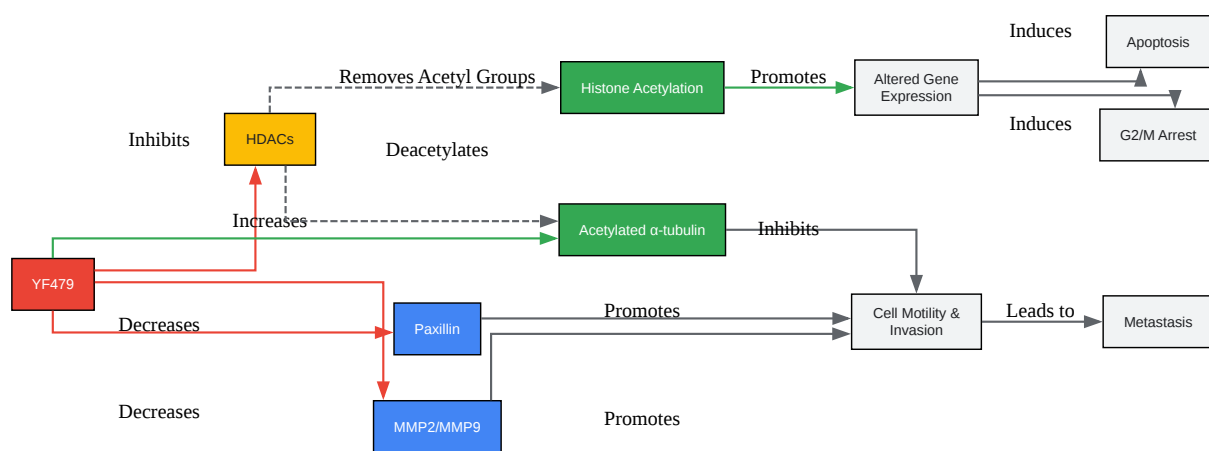 Induces
Apoptosis
Removes Acetyl Groups
Histone Acetylation
Promotes
Altered Gene
Expression
Inhibits
HDACs
Deacetylates
Induces
G2/M Arrest
Increases
Acetylated α-tubulin
Inhibits
YF479
Decreases
Paxillin
Promotes
Cell Motility &
Invasion
Leads to
Metastasis
Decreases
MMP2/MMP9
Promotes